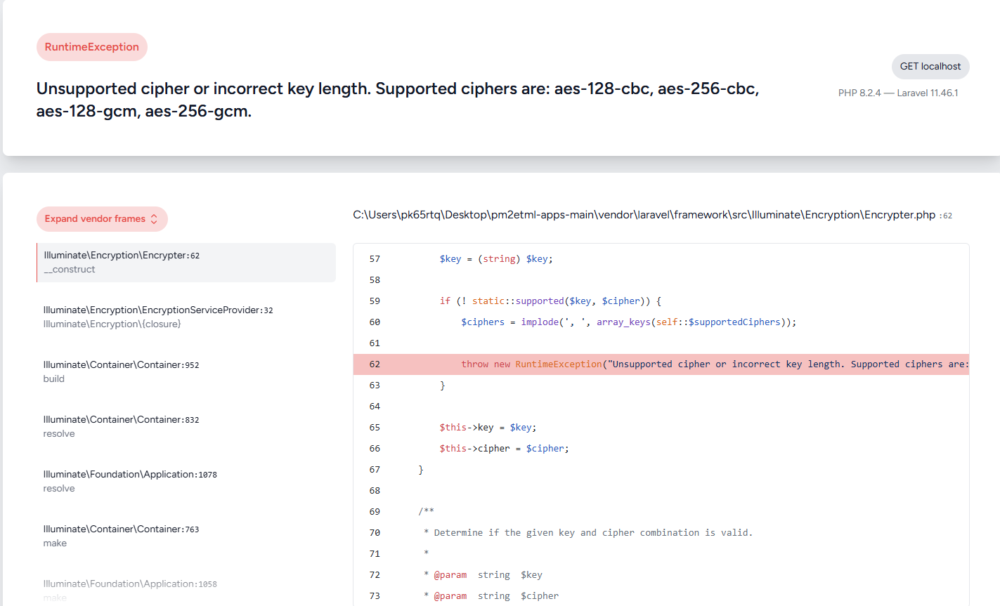 RuntimeException
GET localhost
Unsupported cipher or incorrect key length. Supported ciphers are: aes-128-cbc, aes-256-cbc,
aes-128-gcm, aes-256-gcm.
PHP 8.2.4 — Laravel 11.46.1
Expand vendor frames
Illuminate\Encryption\Encrypter:62
__construct
Illuminate\Encryption\EncryptionServiceProvider:32
Illuminate\Encryption\{closure}
Illuminate\Container\Container:952
build
Illuminate\Container\Container:832
resolve
Illuminate\Foundation\Application:1078
resolve
Illuminate\Container\Container:763
make
Illuminate\Foundation\Application:1058
make
C:\Users\pk65rtq\Desktop\pm2etml-apps-main\vendor\laravel\framework\src\Illuminate\Encryption\Encrypter.php :62
57 $key = (string) $key;
58
59 if (! static::supported($key, $cipher)) {
60 $ciphers = implode(', ', array_keys(self::$supportedCiphers));
61
62 throw new RuntimeException("Unsupported cipher or incorrect key length. Supported ciphers are:
63 }
64
65 $this->key = $key;
66 $this->cipher = $cipher;
67 }
68
69 /**
70 * Determine if the given key and cipher combination is valid.
71 *
72 * @param string $key
73 * @param string $cipher